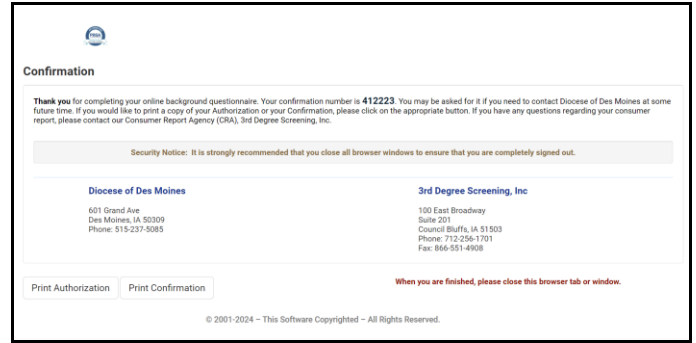 Confirmation
Thank you for completing your online background questionnaire. Your confirmation number is 412223. You may be asked for it if you need to contact Diocese of Des Moines at some
future time. If you would like to print a copy of your Authorization or your Confirmation, please click on the appropriate button. If you have any questions regarding your consumer
report, please contact our Consumer Report Agency (CRA), 3rd Degree Screening, Inc.
Security Notice: It is strongly recommended that you close all browser windows to ensure that you are completely signed out.
Diocese of Des Moines
601 Grand Ave
Des Moines, IA 50309
Phone: 515-237-5085
3rd Degree Screening, Inc
100 East Broadway
Suite 201
Council Bluffs, IA 51503
Phone: 712-256-1701
Fax: 866-551-4908
Print Authorization Print Confirmation
When you are finished, please close this browser tab or window.
© 2001-2024 – This Software Copyrighted – All Rights Reserved.